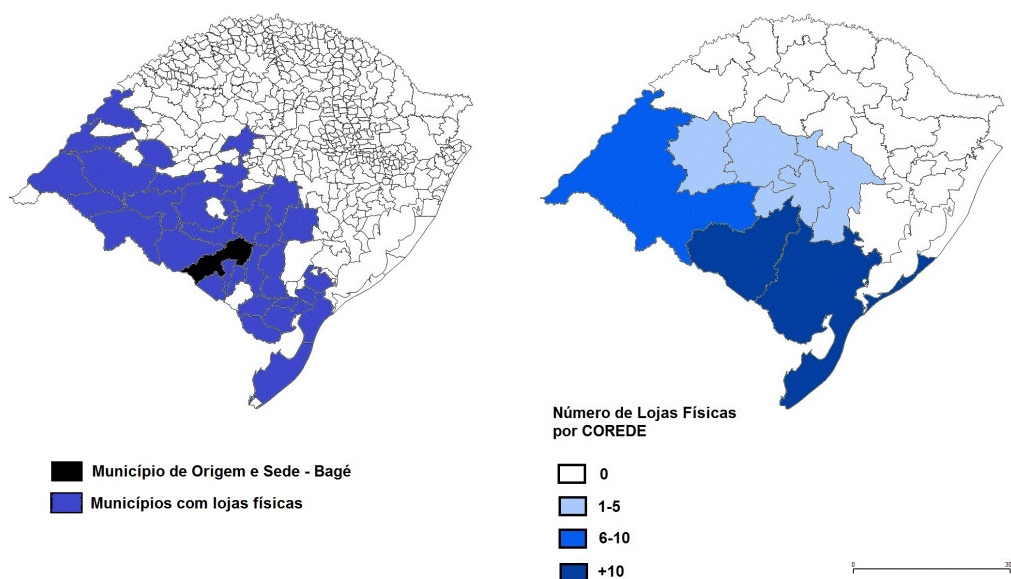 Município de Origem e Sede - Bagé
Municípios com lojas físicas
Número de Lojas Físicas
por COREDE
0
1-5
6-10
+10
0